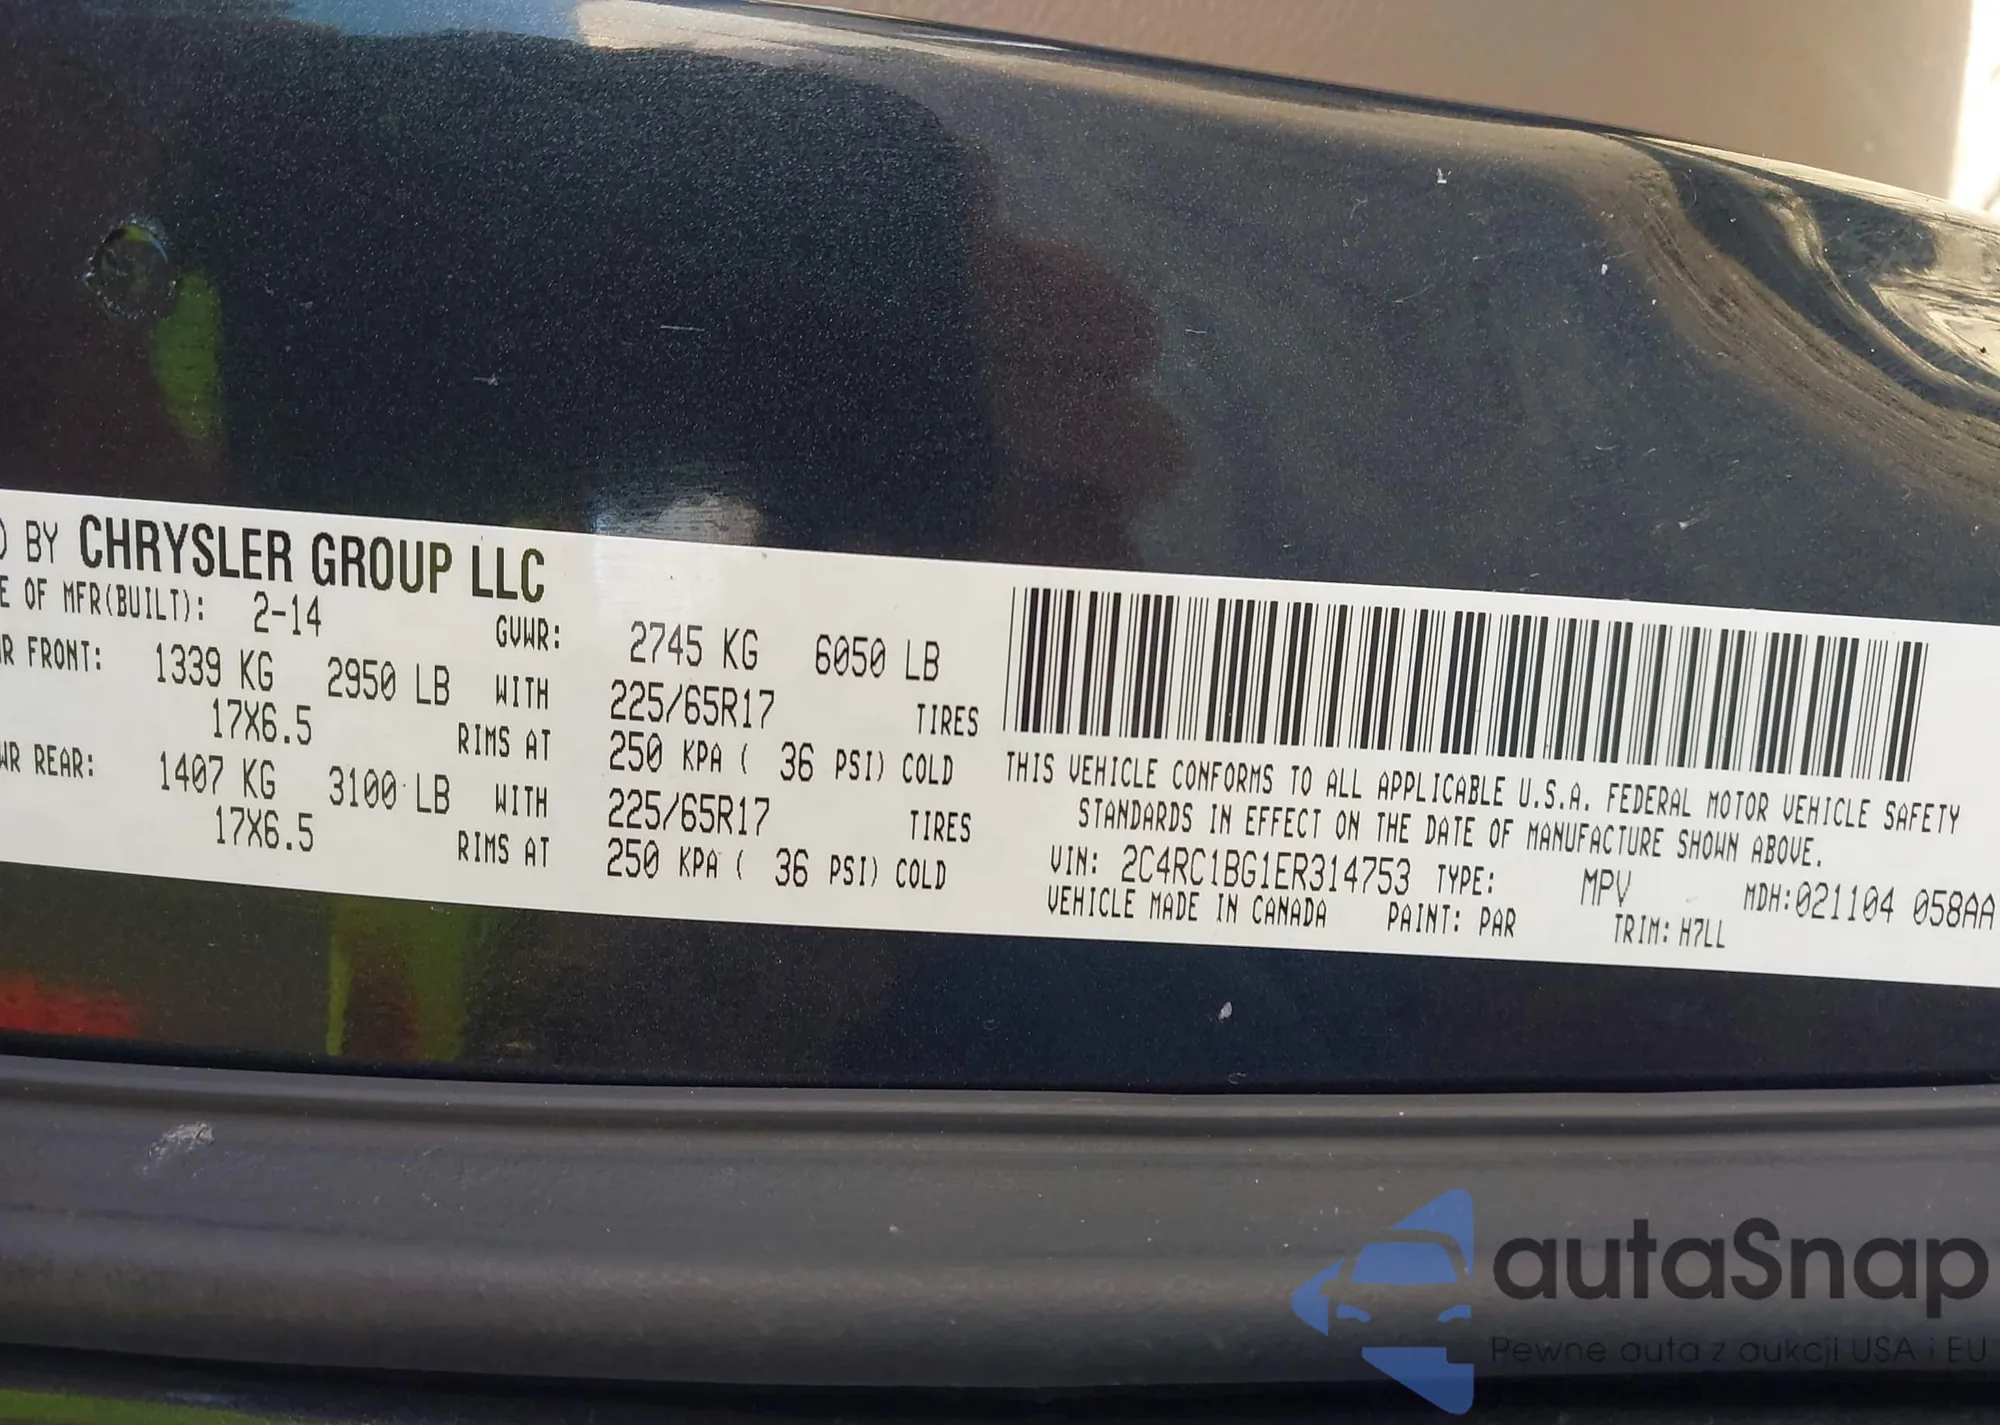 ) BY CHRYSLER GROUP LLC
E OF MFR(BUILT): 2-14 GVWR: 2745 KG 6050 LB
R FRONT: 1339 KG 2950 LB WITH 225/65R17 TIRES
17X6.5 RIMS AT 250 KPA ( 36 PSI) COLD
WR REAR: 1407 KG 3100 LB WITH 225/65R17 TIRES
17X6.5 RIMS AT 250 KPA ( 36 PSI) COLD
THIS VEHICLE CONFORMS TO ALL APPLICABLE U.S.A. FEDERAL MOTOR VEHICLE SAFETY
STANDARDS IN EFFECT ON THE DATE OF MANUFACTURE SHOWN ABOVE.
VIN: 2C4RC1BG1ER314753 TYPE: MPV MDH:021104 058AA
VEHICLE MADE IN CANADA PAINT: PAR TRIM: H7LL
autaSnap
Pewne auta z aukcji USA i EU